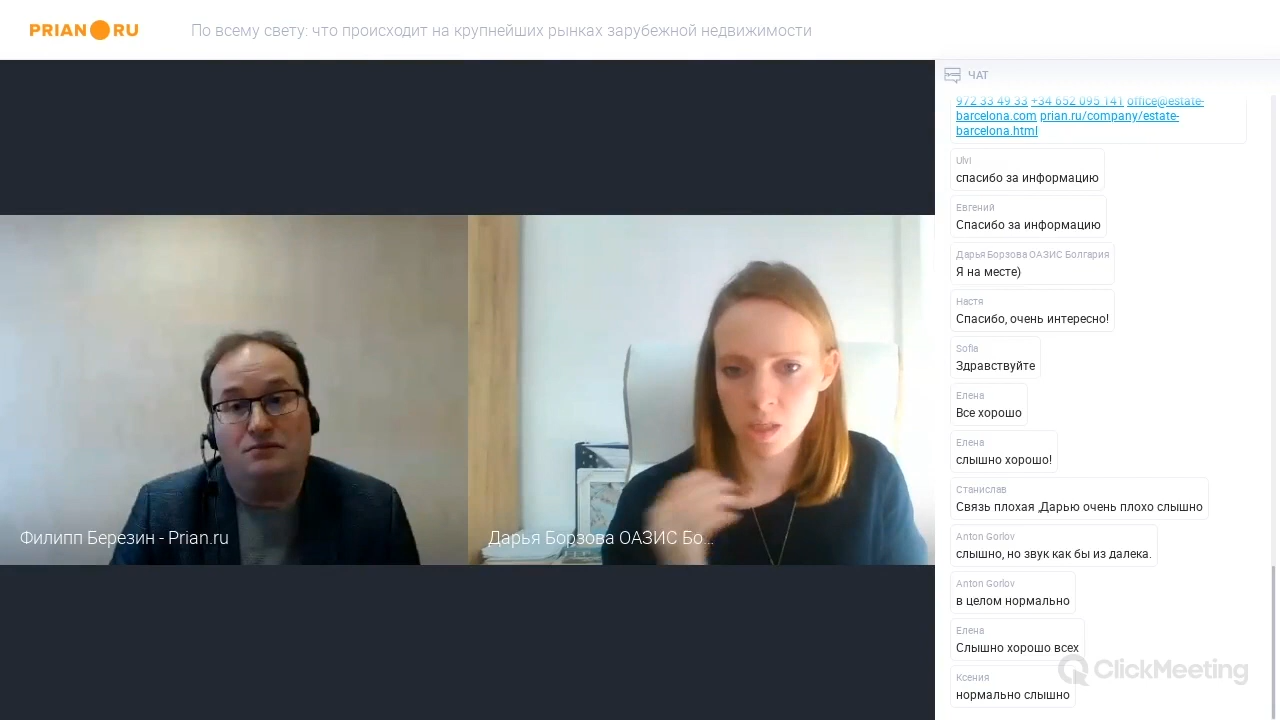 PRIAN RU
По всему свету: что происходит на крупнейших рынках зарубежной недвижимости
ЧАТ
972 33 49 33 +34 652 095 141 office@estate-
barcelona.com prian.ru/company/estate-
barcelona.html
Ulvi
спасибо за информацию
Евгений
Спасибо за информацию
Дарья Борзова ОАЗИС Болгария
Я на месте)
Настя
Спасибо, очень интересно!
Sofia
Здравствуйте
Елена
Все хорошо
Елена
слышно хорошо!
Станислав
Связь плохая ,Дарью очень плохо слышно
Anton Gorlov
слышно, но звук как бы из далека.
Anton Gorlov
в целом нормально
Елена
Слышно хорошо всех
Ксения
нормально слышно
ClickMeeting
Филипп Березин - Prian.ru
Дарья Борзова ОАЗИС Бо...